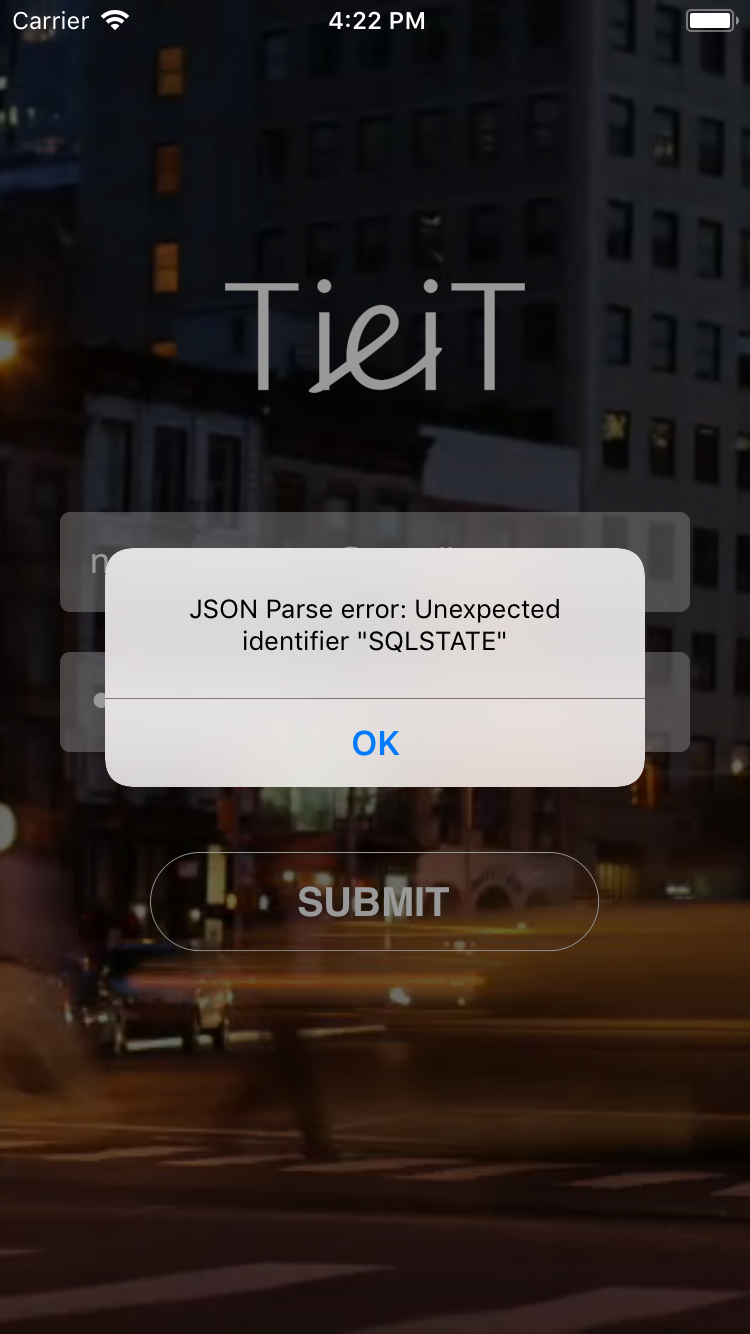 Carrier
4:22 PM
TieiT
JSON Parse error: Unexpected
identifier "SQLSTATE"
OK
SUBMIT